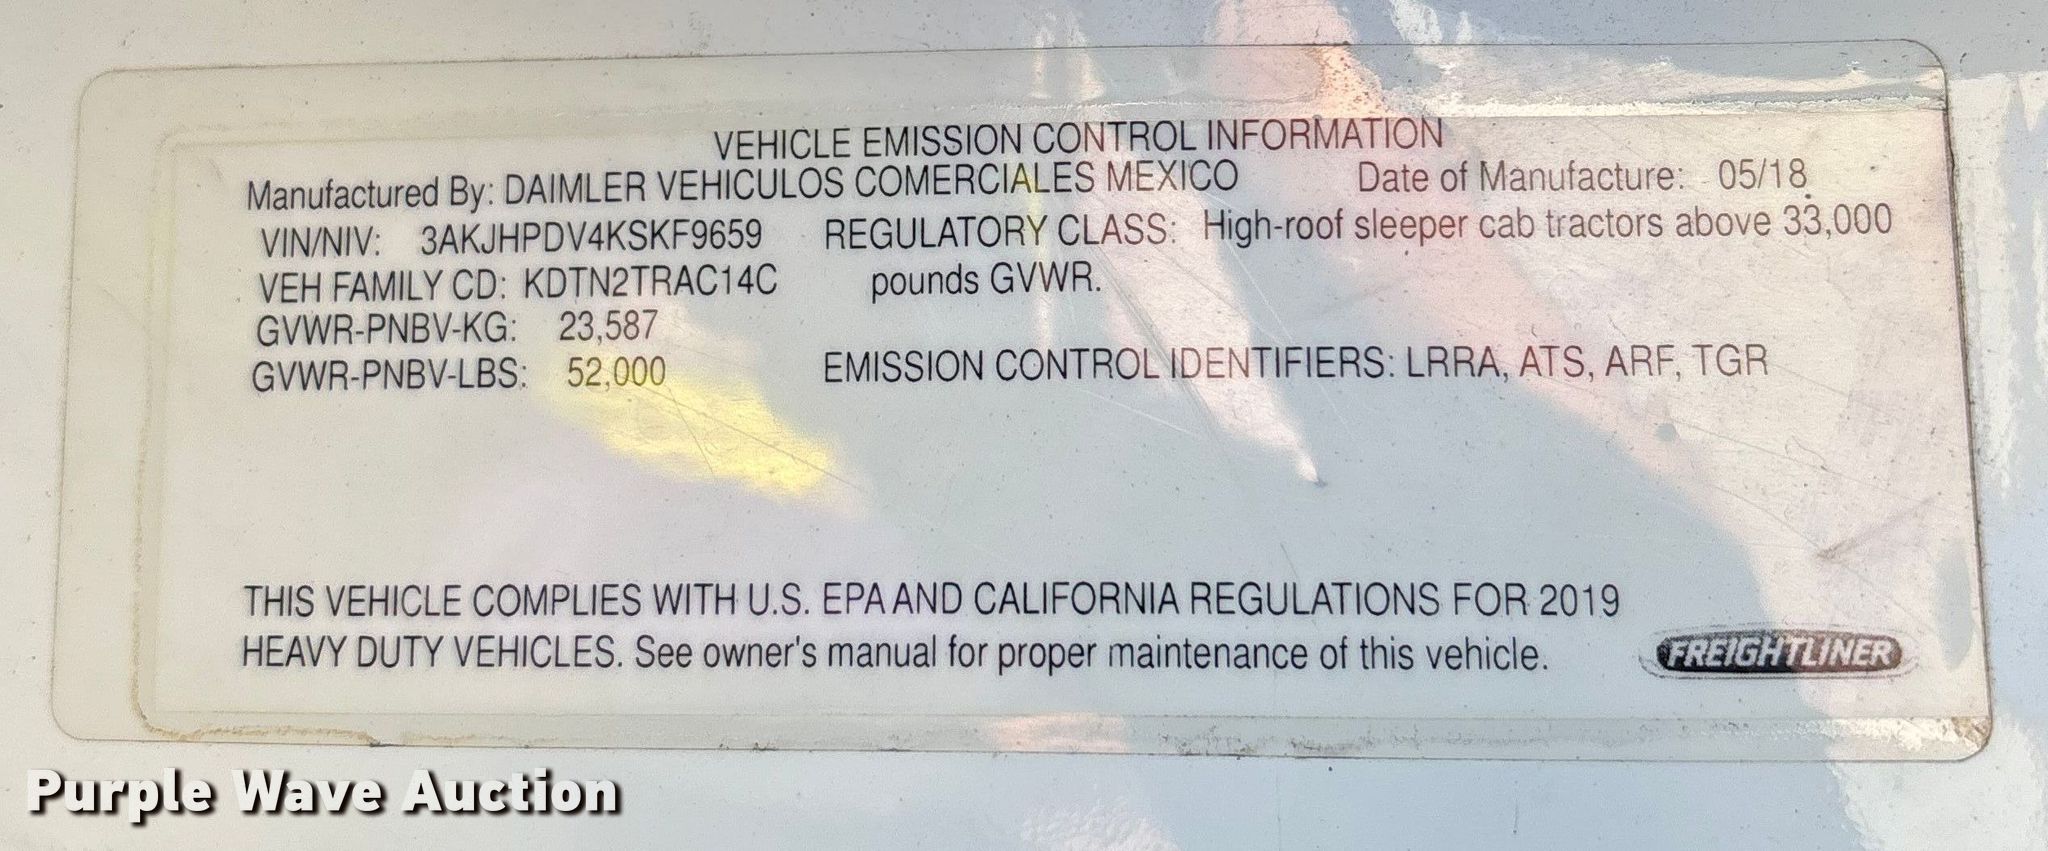 VEHICLE EMISSION CONTROL INFORMATION
Manufactured By: DAIMLER VEHICULOS COMERCIALES MEXICO Date of Manufacture: 05/18
VIN/NIV: 3AKJHPDV4KSKF9659 REGULATORY CLASS: High-roof sleeper cab tractors above 33,000
VEH FAMILY CD: KDTN2TRAC14C pounds GVWR.
GVWR-PNBV-KG: 23,587
GVWR-PNBV-LBS: 52,000 EMISSION CONTROL IDENTIFIERS: LRRA, ATS, ARF, TGR
THIS VEHICLE COMPLIES WITH U.S. EPA AND CALIFORNIA REGULATIONS FOR 2019
HEAVY DUTY VEHICLES. See owner's manual for proper maintenance of this vehicle.
FREIGHTLINER
Purple Wave Auction